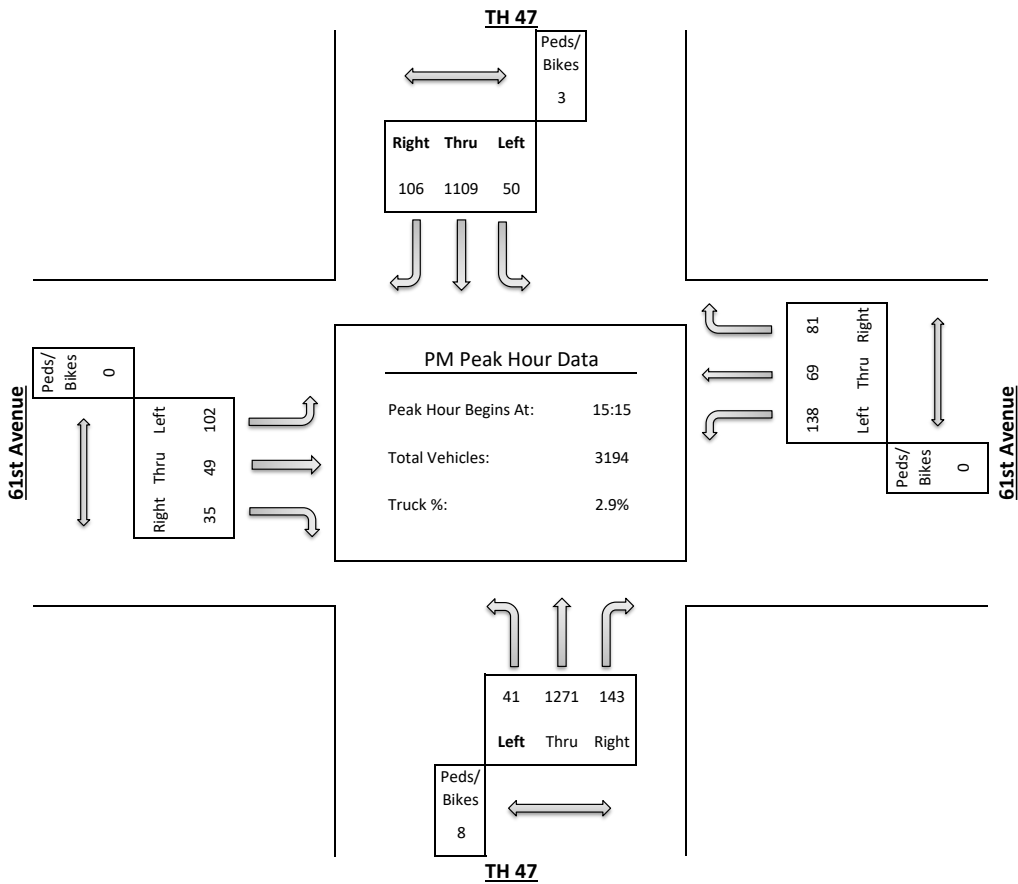 TH 47
Peds/
Bikes
3
Right Thru Left
106 1109 50
61st Avenue
Peds/
Bikes
0
Right Thru Left
35 49 102
PM Peak Hour Data
Peak Hour Begins At: 15:15
Total Vehicles: 3194
Truck %: 2.9%
81 Right
69 Thru
138 Left
Peds/
Bikes
0
61st Avenue
41 1271 143
Left Thru Right
Peds/
Bikes
8
TH 47